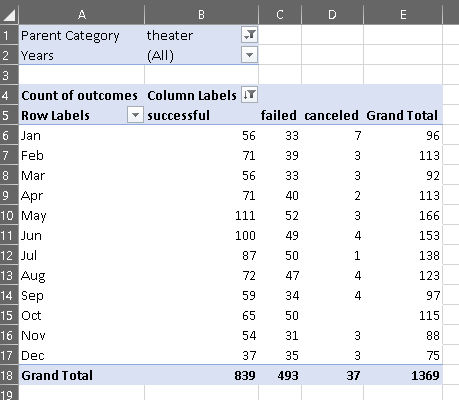 A B C D E
1 Parent Category theater
2 Years (All)
3
4 Count of outcomes Column Labels
5 Row Labels successful failed canceled Grand Total
6 Jan 56 33 7 96
7 Feb 71 39 3 113
8 Mar 56 33 3 92
9 Apr 71 40 2 113
10 May 111 52 3 166
11 Jun 100 49 4 153
12 Jul 87 50 1 138
13 Aug 72 47 4 123
14 Sep 59 34 4 97
15 Oct 65 50 115
16 Nov 54 31 3 88
17 Dec 37 35 3 75
18 Grand Total 839 493 37 1369
19